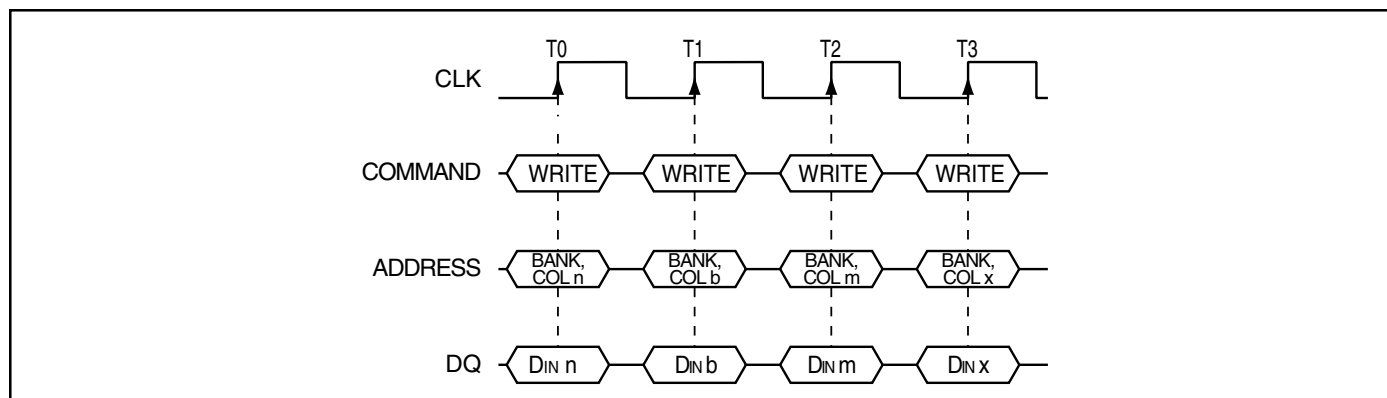 T0 T1 T2 T3
CLK
COMMAND WRITE WRITE WRITE WRITE
ADDRESS BANK, COL n BANK, COL b BANK, COL m BANK, COL x
DQ DIN n DIN b DIN m DIN x